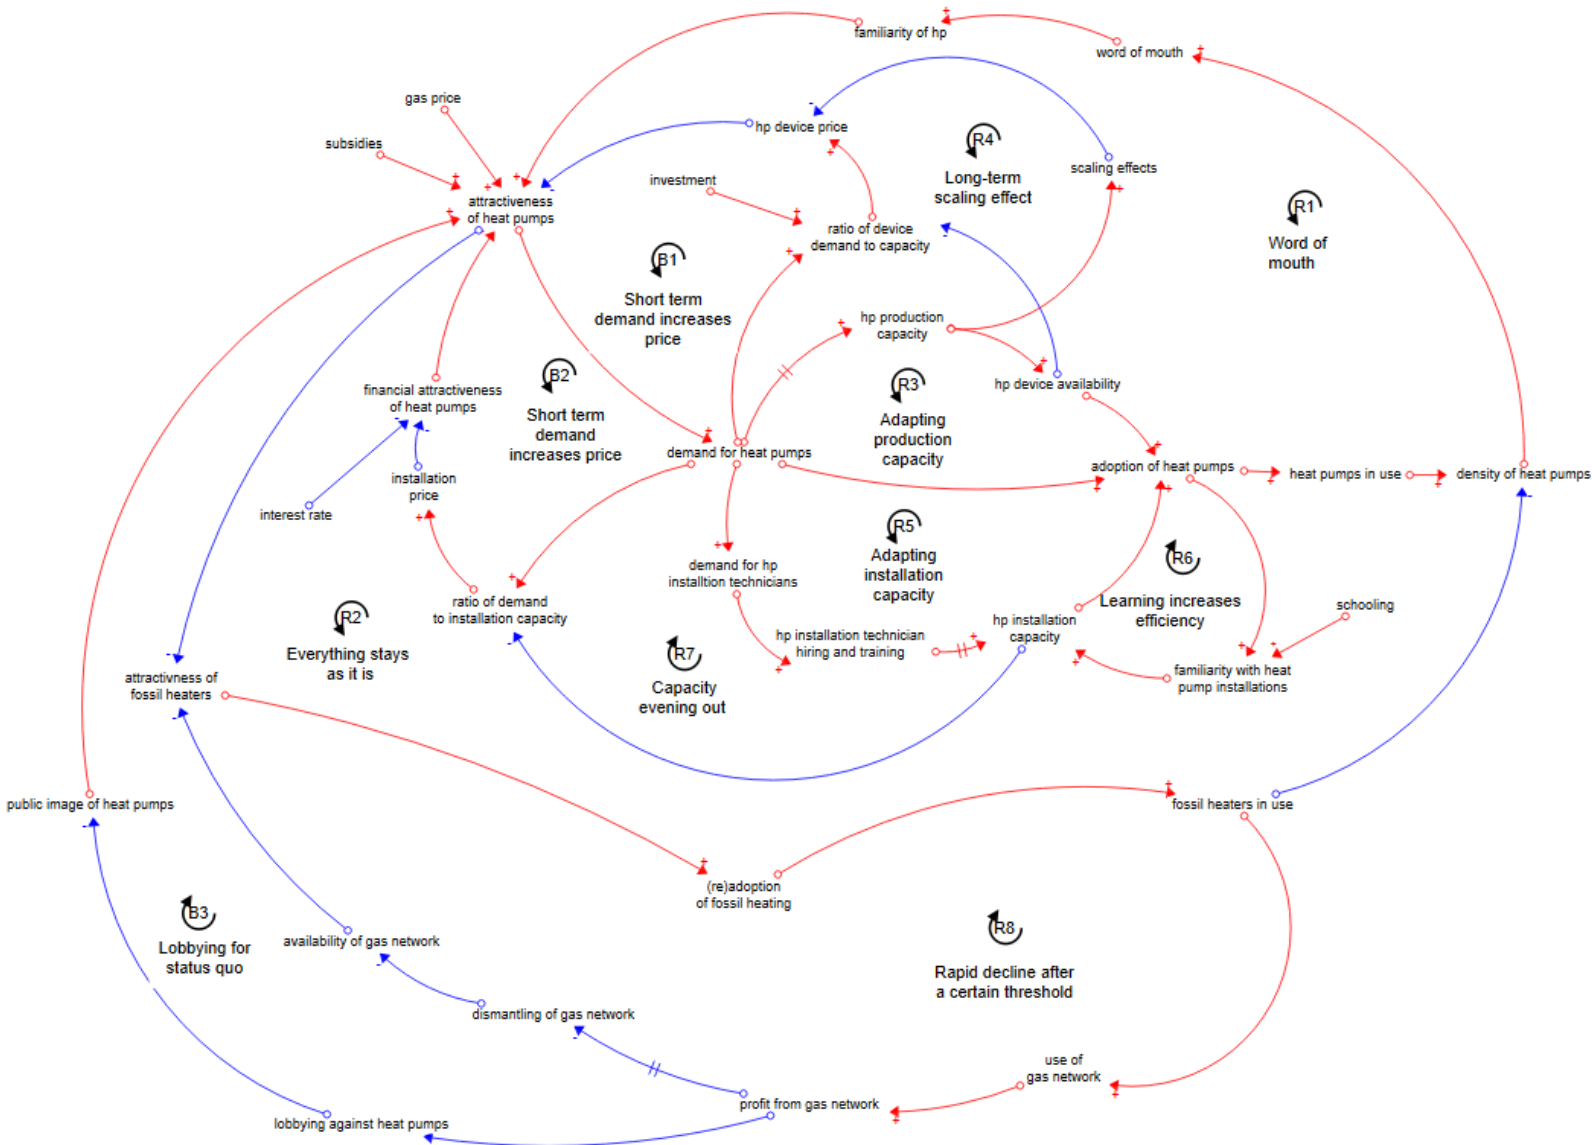 familiarity of hp
word of mouth
gas price
hp device price
subsidies
R4
scaling effects
investment
Long-term
scaling effect
attractiveness
of heat pumps
R1
ratio of device
demand to capacity
Word of
mouth
B1
Short term
demand increases
price
hp production
capacity
financial attractiveness
of heat pumps
B2
Short term
demand
increases price
R3
Adapting
production
capacity
hp device availability
demand for heat pumps
adoption of heat pumps
heat pumps in use
density of heat pumps
installation
price
interest rate
R5
Adapting
installation
capacity
demand for hp
installtion technicians
R6
Learning increases
efficiency
ratio of demand
to installation capacity
schooling
R2
Everything stays
as it is
hp installation technician
hiring and training
hp installation
capacity
R7
Capacity
evening out
familiarity with heat
pump installations
attractivness of
fossil heaters
public image of heat pumps
fossil heaters in use
(re)adoption
of fossil heating
B3
Lobbying for
status quo
availability of gas network
R8
Rapid decline after
a certain threshold
dismantling of gas network
use of
gas network
profit from gas network
lobbying against heat pumps